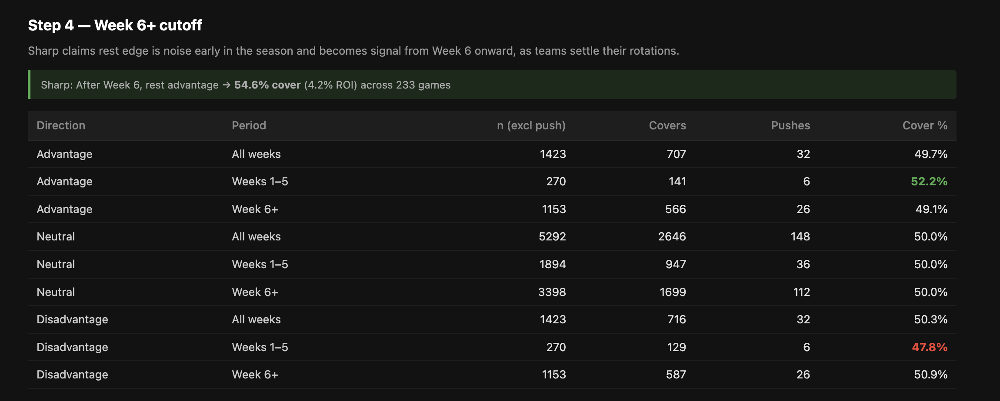 Step 4 — Week 6+ cutoff
Sharp claims rest edge is noise early in the season and becomes signal from Week 6 onward, as teams settle their rotations.
Sharp: After Week 6, rest advantage → 54.6% cover (4.2% ROI) across 233 games
Direction Period n (excl push) Covers Pushes Cover %
Advantage All weeks 1423 707 32 49.7%
Advantage Weeks 1–5 270 141 6 52.2%
Advantage Week 6+ 1153 566 26 49.1%
Neutral All weeks 5292 2646 148 50.0%
Neutral Weeks 1–5 1894 947 36 50.0%
Neutral Week 6+ 3398 1699 112 50.0%
Disadvantage All weeks 1423 716 32 50.3%
Disadvantage Weeks 1–5 270 129 6 47.8%
Disadvantage Week 6+ 1153 587 26 50.9%